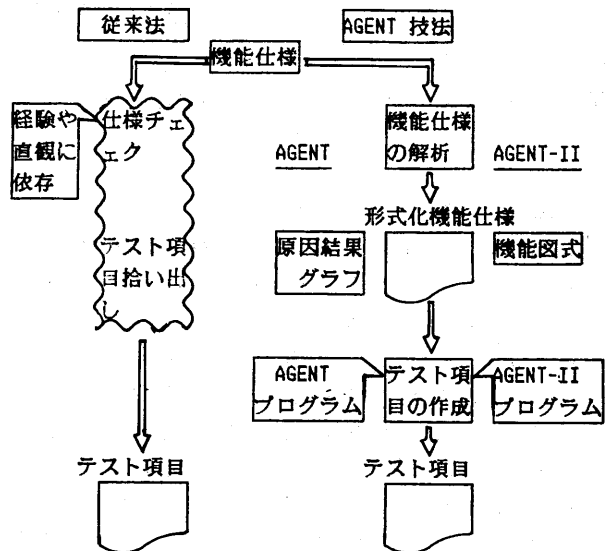 従来法
AGENT 技法
機能仕様
経験や
直観に
依存
仕様チェ
ェク
テスト項
目拾い出
し
テスト項目
機能仕様
の解析
AGENT
AGENT-II
形式化機能仕様
原因結果
グラフ
機能図式
AGENT
プログラム
テスト項
目の作成
AGENT-II
プログラム
テスト項目